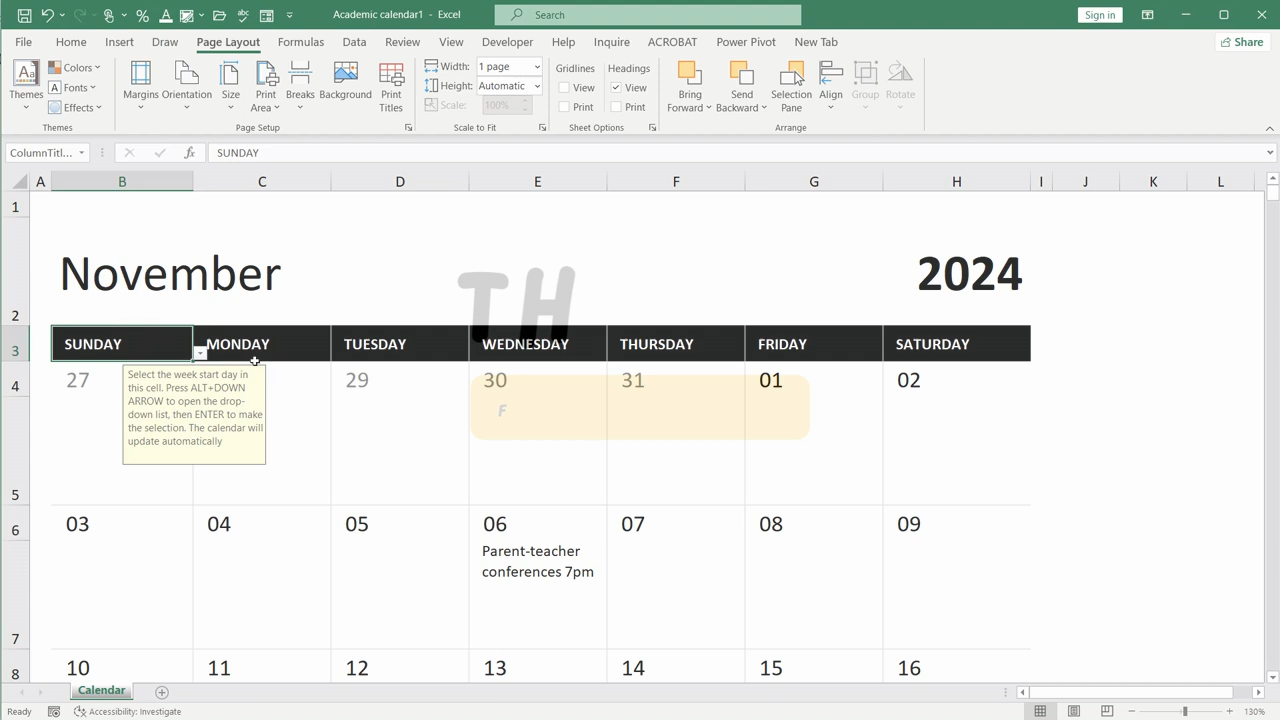 Academic calendar1 - Excel
Search
Sign in
File Home Insert Draw Page Layout Formulas Data Review View Developer Help Inquire ACROBAT Power Pivot New Tab
Share
Themes
Colors
Fonts
Effects
Margins
Orientation
Size
Print Area
Breaks
Background
Print Titles
Width: 1 page
Height: Automatic
Scale: 100%
Gridlines
View
Print
Headings
View
Print
Bring Forward
Send Backward
Selection Pane
Align
Group
Rotate
Themes
Page Setup
Scale to Fit
Sheet Options
Arrange
ColumnTitl...
fx
SUNDAY
A B C D E F G H I J K L
1
November
2024
TH
2
SUNDAY MONDAY TUESDAY WEDNESDAY THURSDAY FRIDAY SATURDAY
3
27 29 30 31 01 02
4
Select the week start day in
this cell. Press ALT+DOWN
ARROW to open the drop-
down list, then ENTER to make
the selection. The calendar will
update automatically
F
5
03 04 05 06 07 08 09
6
Parent-teacher
conferences 7pm
7
10 11 12 13 14 15 16
8
Calendar
Ready
Accessibility: Investigate
130%